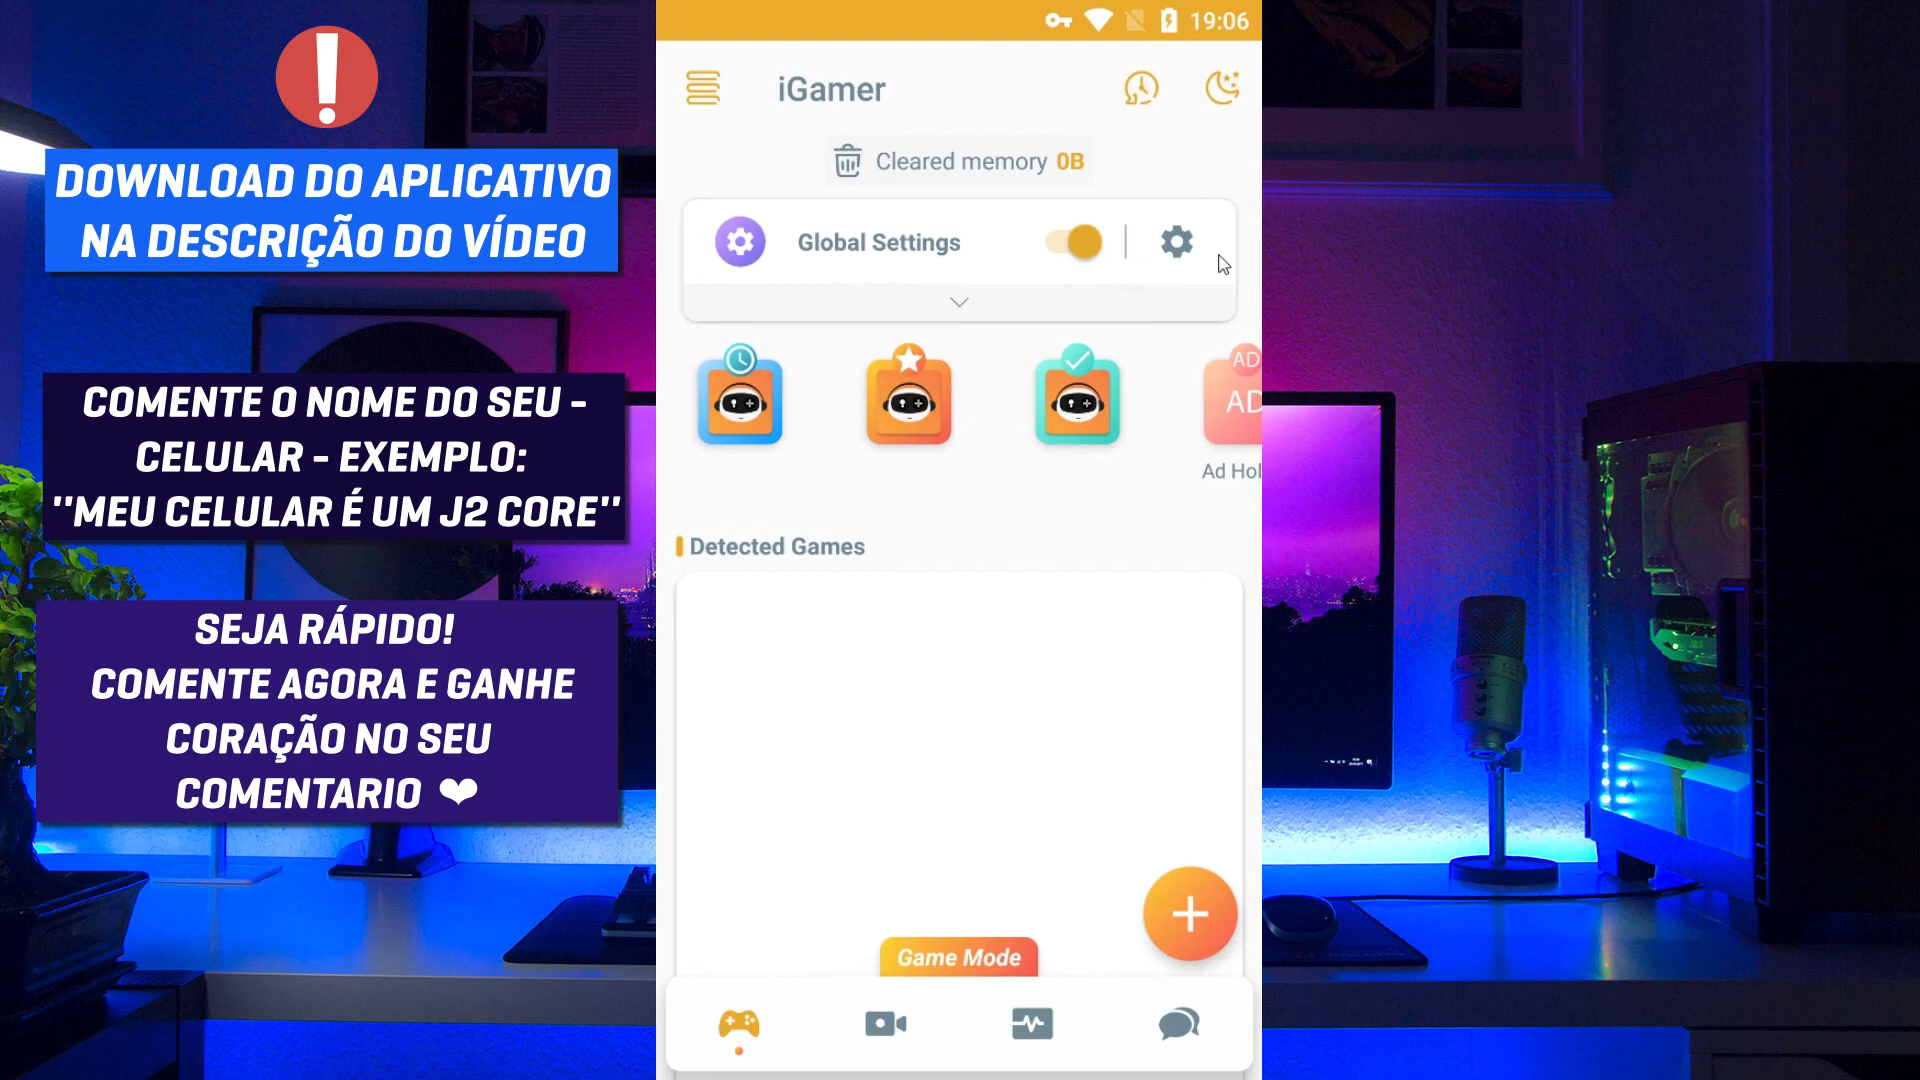 DOWNLOAD DO APLICATIVO
NA DESCRIÇÃO DO VÍDEO
COMENTE O NOME DO SEU -
CELULAR - EXEMPLO:
"MEU CELULAR É UM J2 CORE"
SEJA RÁPIDO!
COMENTE AGORA E GANHE
CORAÇÃO NO SEU
COMENTARIO ❤
19:06
iGamer
Cleared memory 0B
Global Settings
AD
AD
Ad Hol
Detected Games
Game Mode